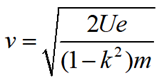 v = √(2Ue / ((1 − k²)m))